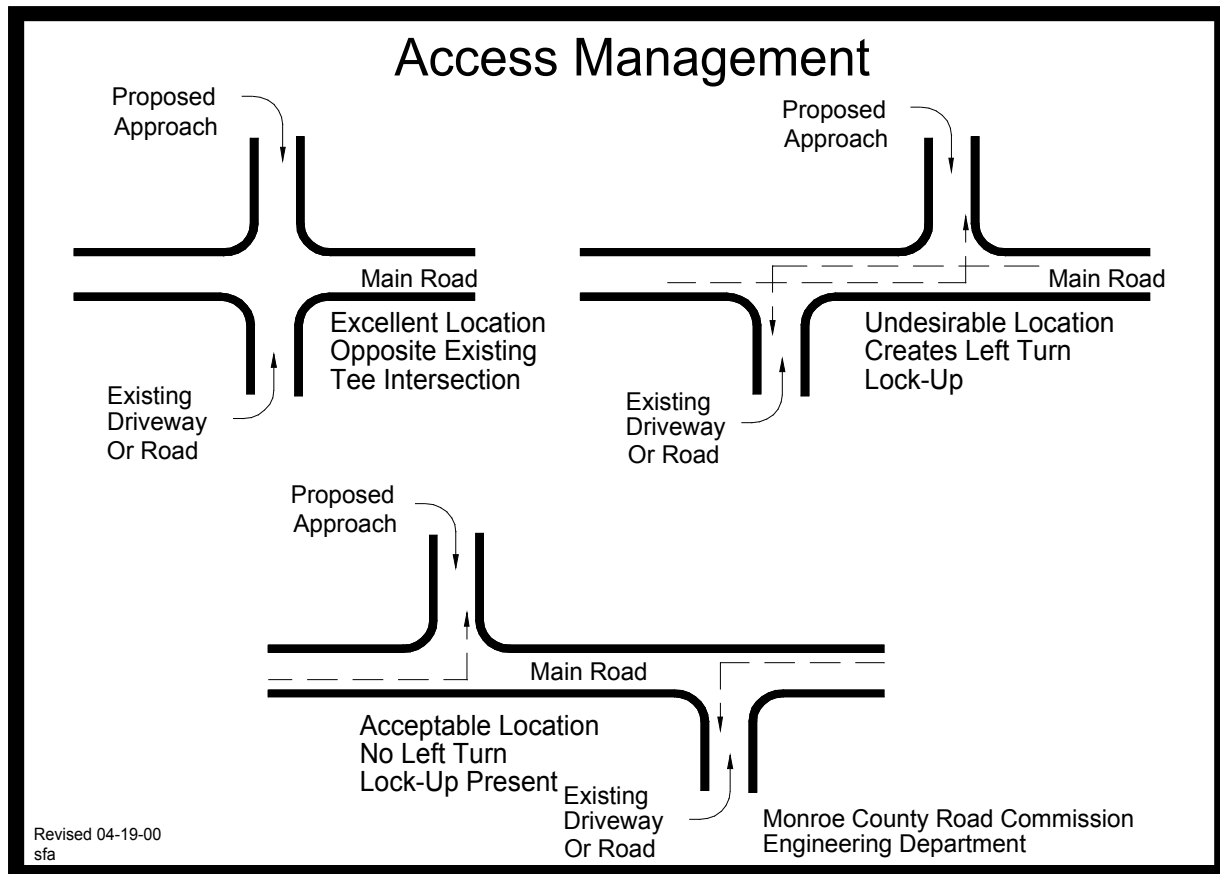 Access Management
Proposed
Approach
Main Road
Excellent Location
Opposite Existing
Tee Intersection
Existing
Driveway
Or Road
Proposed
Approach
Main Road
Undesirable Location
Creates Left Turn
Lock-Up
Existing
Driveway
Or Road
Proposed
Approach
Main Road
Acceptable Location
No Left Turn
Lock-Up Present
Existing
Driveway
Or Road
Monroe County Road Commission
Engineering Department
Revised 04-19-00
sfa